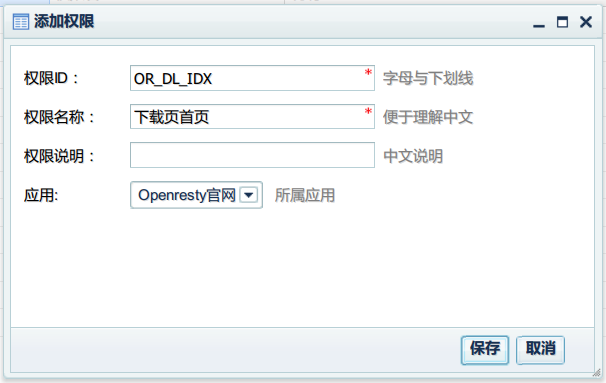 添加权限
权限ID： OR_DL_IDX * 字母与下划线
权限名称： 下载页首页 * 便于理解中文
权限说明： 中文说明
应用: Openresty官网 所属应用
保存 取消